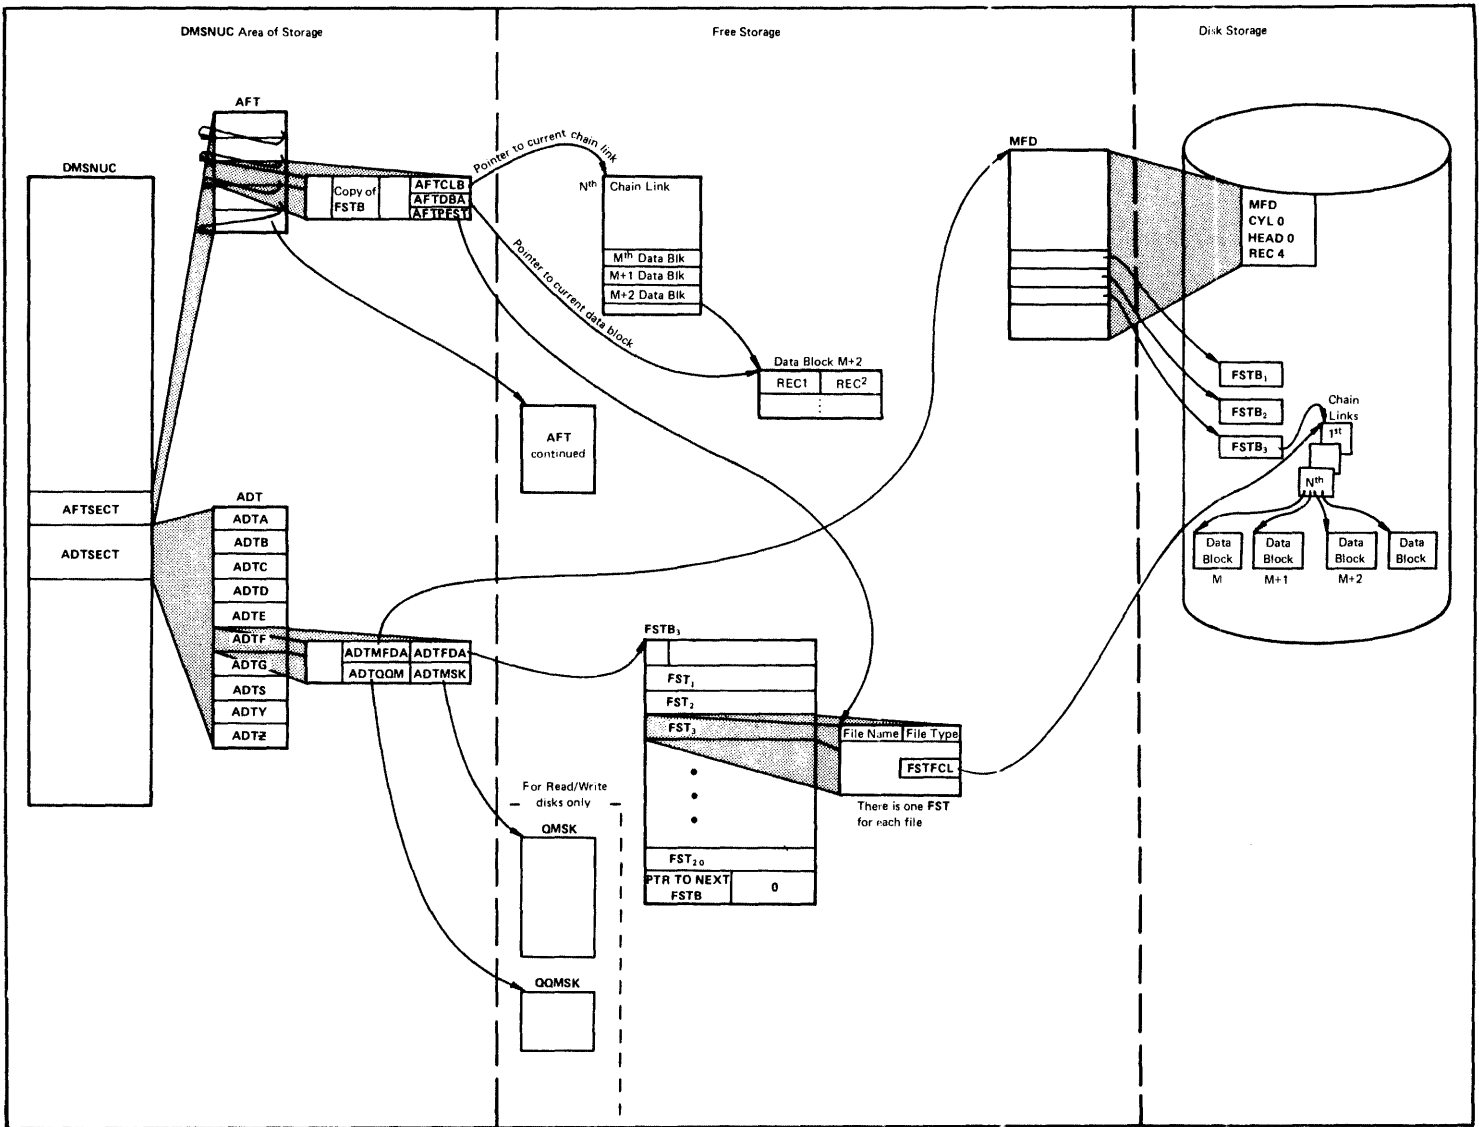 DMSNUC Area of Storage
Free Storage
Disk Storage
AFT
DMSNUC
Copy of
FSTB
AFTCLB
AFTDBA
AFTPFST
Pointer to current chain link
Pointer to current data block
Nth
Chain Link
Mth Data Blk
M+1 Data Blk
M+2 Data Blk
Data Block M+2
REC1
REC2
AFT
continued
MFD
MFD
CYL 0
HEAD 0
REC 4
FSTB1
FSTB2
FSTB3
Chain
Links
1st
Nth
Data
Block
M
Data
Block
M+1
Data
Block
M+2
Data
Block
AFTSECT
ADTSECT
ADT
ADTA
ADTB
ADTC
ADTD
ADTE
ADTF
ADTG
ADTS
ADTY
ADTZ
ADTMFDA
ADTFDA
ADTQQM
ADTMSK
FSTB3
FST1
FST2
FST3
FST20
PTR TO NEXT
FSTB
0
File Name
File Type
FSTFCL
There is one FST
for each file
For Read/Write
disks only
QMSK
QQMSK